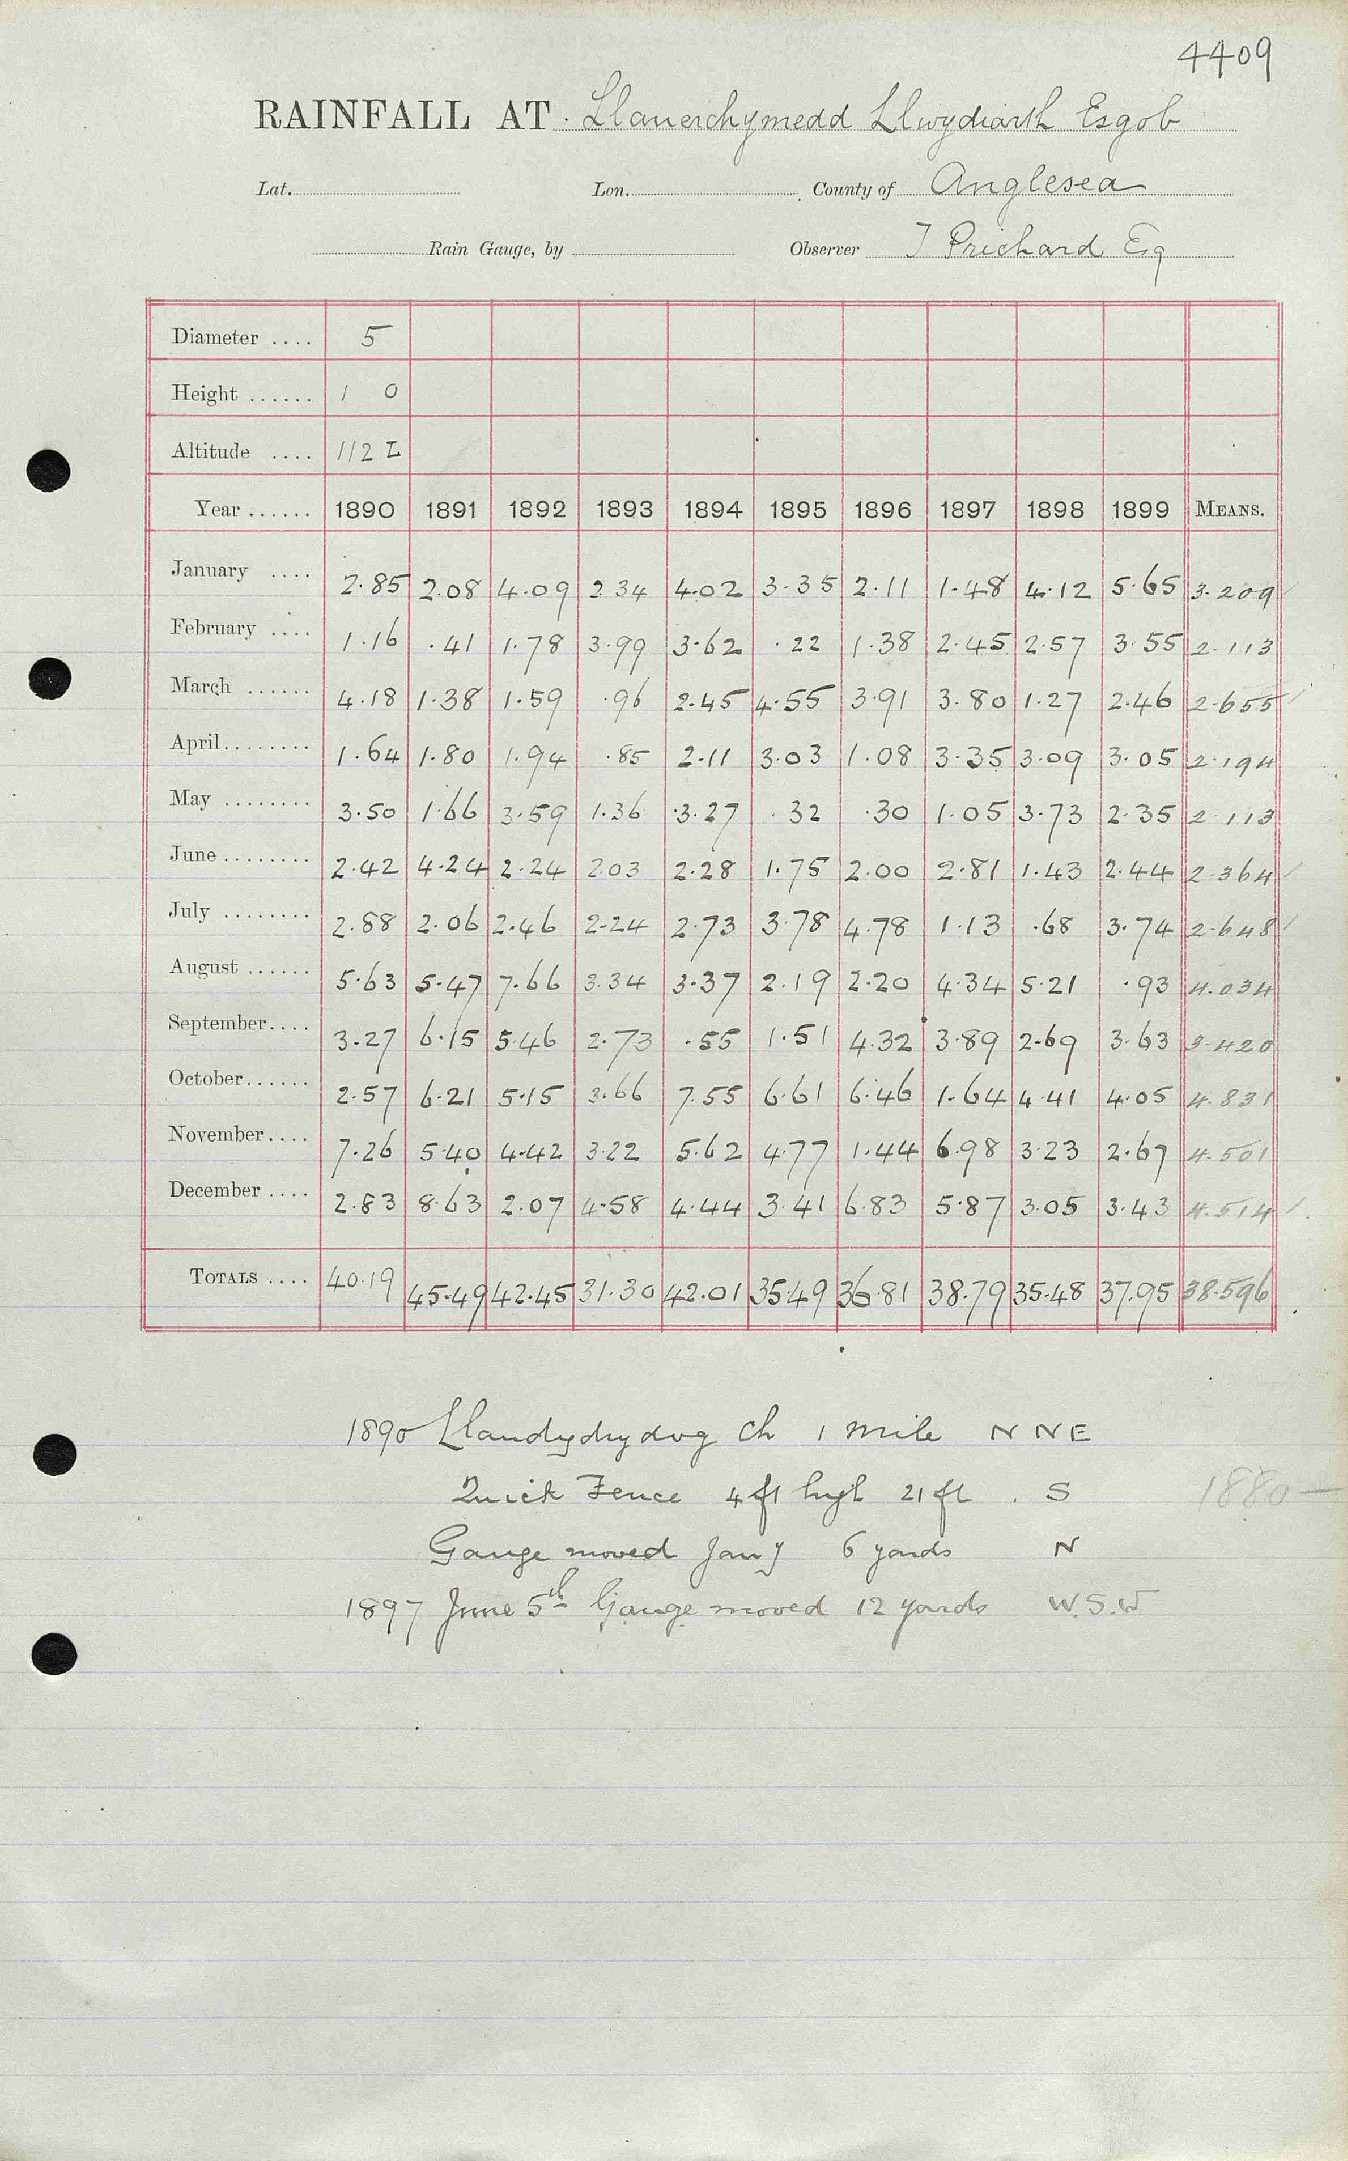 4409
RAINFALL AT Llanerchymedd Llwydiarth Esgob
Lat. Lon. County of Anglesea
Rain Gauge, by Observer T Prichard Esq
Diameter .... 5
Height ...... 1 0
Altitude .... 112
Year ...... 1890 1891 1892 1893 1894 1895 1896 1897 1898 1899 MEANS.
January .... 2.85 2.08 4.09 2.34 4.02 3.35 2.11 1.48 4.12 5.65 3.209
February .... 1.16 .41 1.78 3.99 3.62 .22 1.38 2.45 2.57 3.55 2.113
March ...... 4.18 1.38 1.59 .96 2.45 4.55 3.91 3.80 1.27 2.46 2.655
April........ 1.64 1.80 1.94 .85 2.11 3.03 1.08 3.35 3.09 3.05 2.194
May ........ 3.50 1.66 3.59 1.36 3.27 .32 .30 1.05 3.73 2.35 2.113
June ........ 2.42 4.24 2.24 2.03 2.28 1.75 2.00 2.81 1.43 2.44 2.364
July ........ 2.88 2.06 2.46 2.24 2.73 3.78 4.78 1.13 .68 3.74 2.648
August ...... 5.63 5.47 7.66 3.34 3.37 2.19 2.20 4.34 5.21 .93 4.034
September.... 3.27 6.15 5.46 2.73 .55 1.51 4.32 3.89 2.69 3.63 3.420
October...... 2.57 6.21 5.15 3.66 7.55 6.61 6.46 1.64 4.41 4.05 4.831
November.... 7.26 5.40 4.42 3.22 5.62 4.77 1.44 6.98 3.23 2.67 4.501
December .... 2.83 8.63 2.07 4.58 4.44 3.41 6.83 5.87 3.05 3.43 4.514
TOTALS .... 40.19 45.49 42.45 31.30 42.01 35.49 36.81 38.79 35.48 37.95 38.596
1890 Llandyfrydog Ch 1 mile N N E
Quick Fence 4 ft high 21 ft S
1880 —
Gauge moved Jany 6 yards N
1897 June 5th Gauge moved 12 yards W.S.W